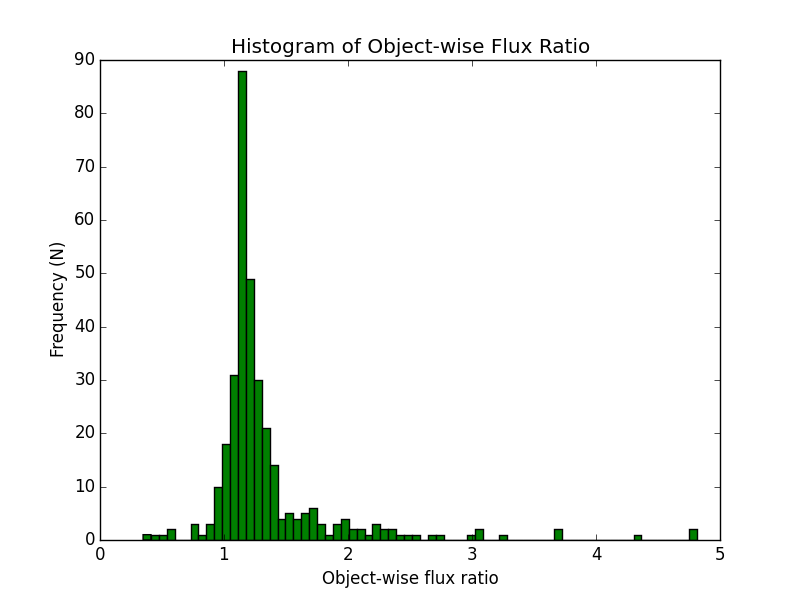 Histogram of Object-wise Flux Ratio
Frequency (N)
90
80
70
60
50
40
30
20
10
0
0 1 2 3 4 5
Object-wise flux ratio